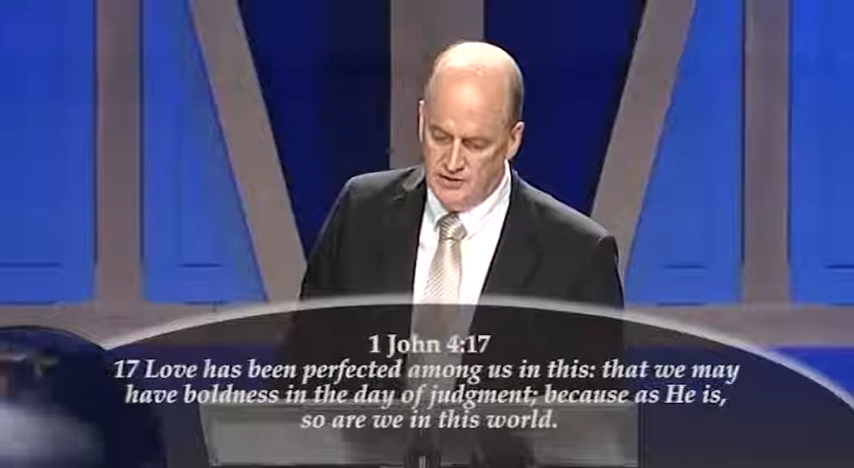 1 John 4:17
17 Love has been perfected among us in this: that we may
have boldness in the day of judgment; because as He is,
so are we in this world.